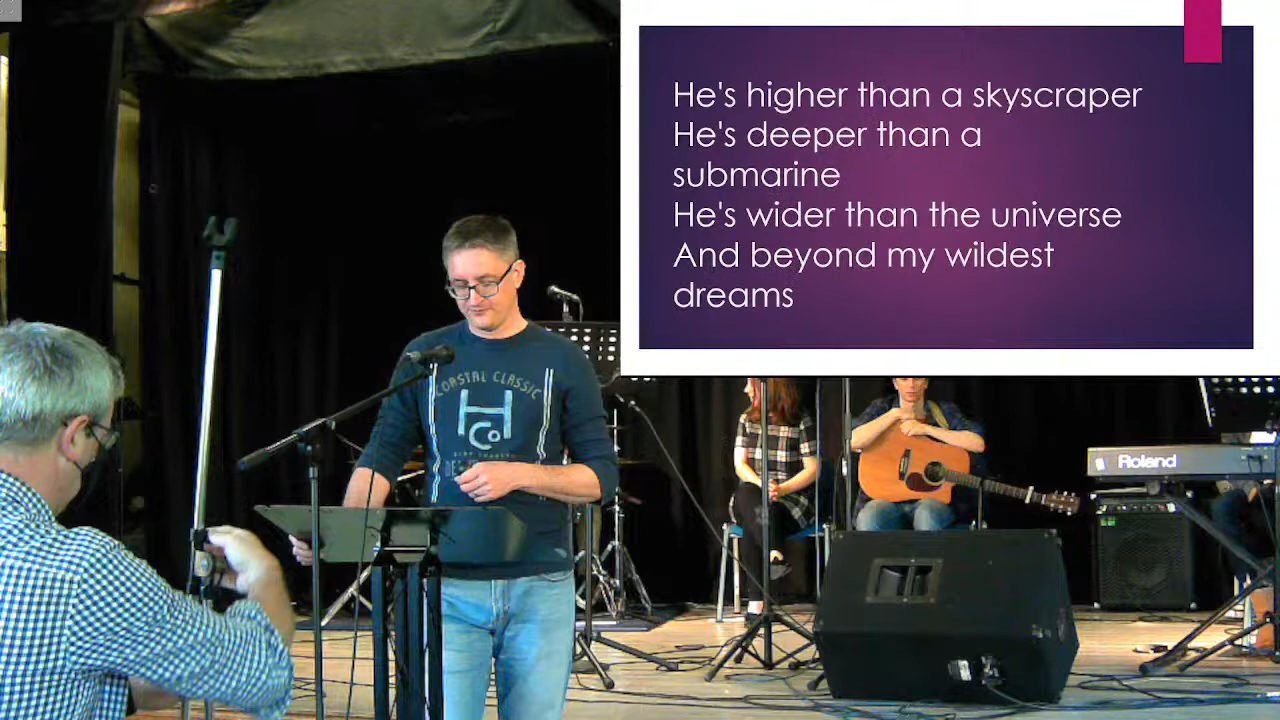 He's higher than a skyscraper
He's deeper than a
submarine
He's wider than the universe
And beyond my wildest
dreams
COASTAL CLASSIC
H
Co
Roland